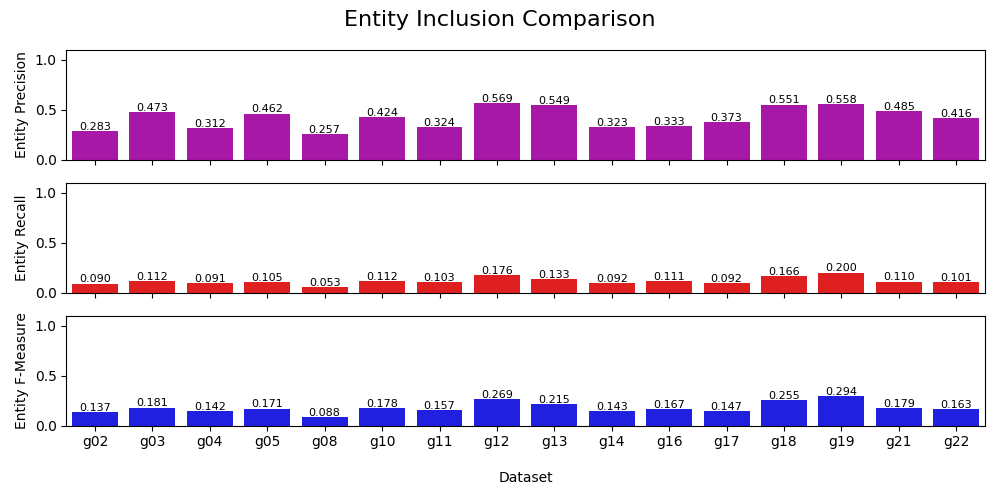 Entity Inclusion Comparison
Entity Precision
1.0
0.5
0.0
0.283 0.473 0.312 0.462 0.257 0.424 0.324 0.569 0.549 0.323 0.333 0.373 0.551 0.558 0.485 0.416
Entity Recall
1.0
0.5
0.0
0.090 0.112 0.091 0.105 0.053 0.112 0.103 0.176 0.133 0.092 0.111 0.092 0.166 0.200 0.110 0.101
Entity F-Measure
1.0
0.5
0.0
0.137 0.181 0.142 0.171 0.088 0.178 0.157 0.269 0.215 0.143 0.167 0.147 0.255 0.294 0.179 0.163
g02 g03 g04 g05 g08 g10 g11 g12 g13 g14 g16 g17 g18 g19 g21 g22
Dataset